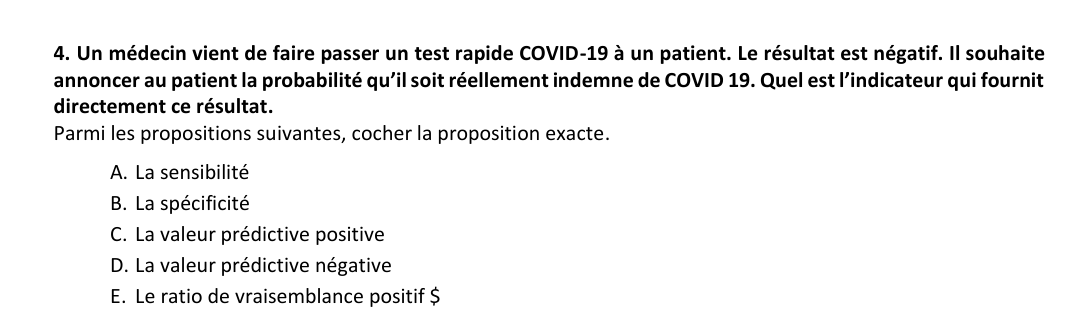 4. Un médecin vient de faire passer un test rapide COVID-19 à un patient. Le résultat est négatif. Il souhaite
annoncer au patient la probabilité qu’il soit réellement indemne de COVID 19. Quel est l’indicateur qui fournit
directement ce résultat.
Parmi les propositions suivantes, cocher la proposition exacte.
A. La sensibilité
B. La spécificité
C. La valeur prédictive positive
D. La valeur prédictive négative
E. Le ratio de vraisemblance positif $